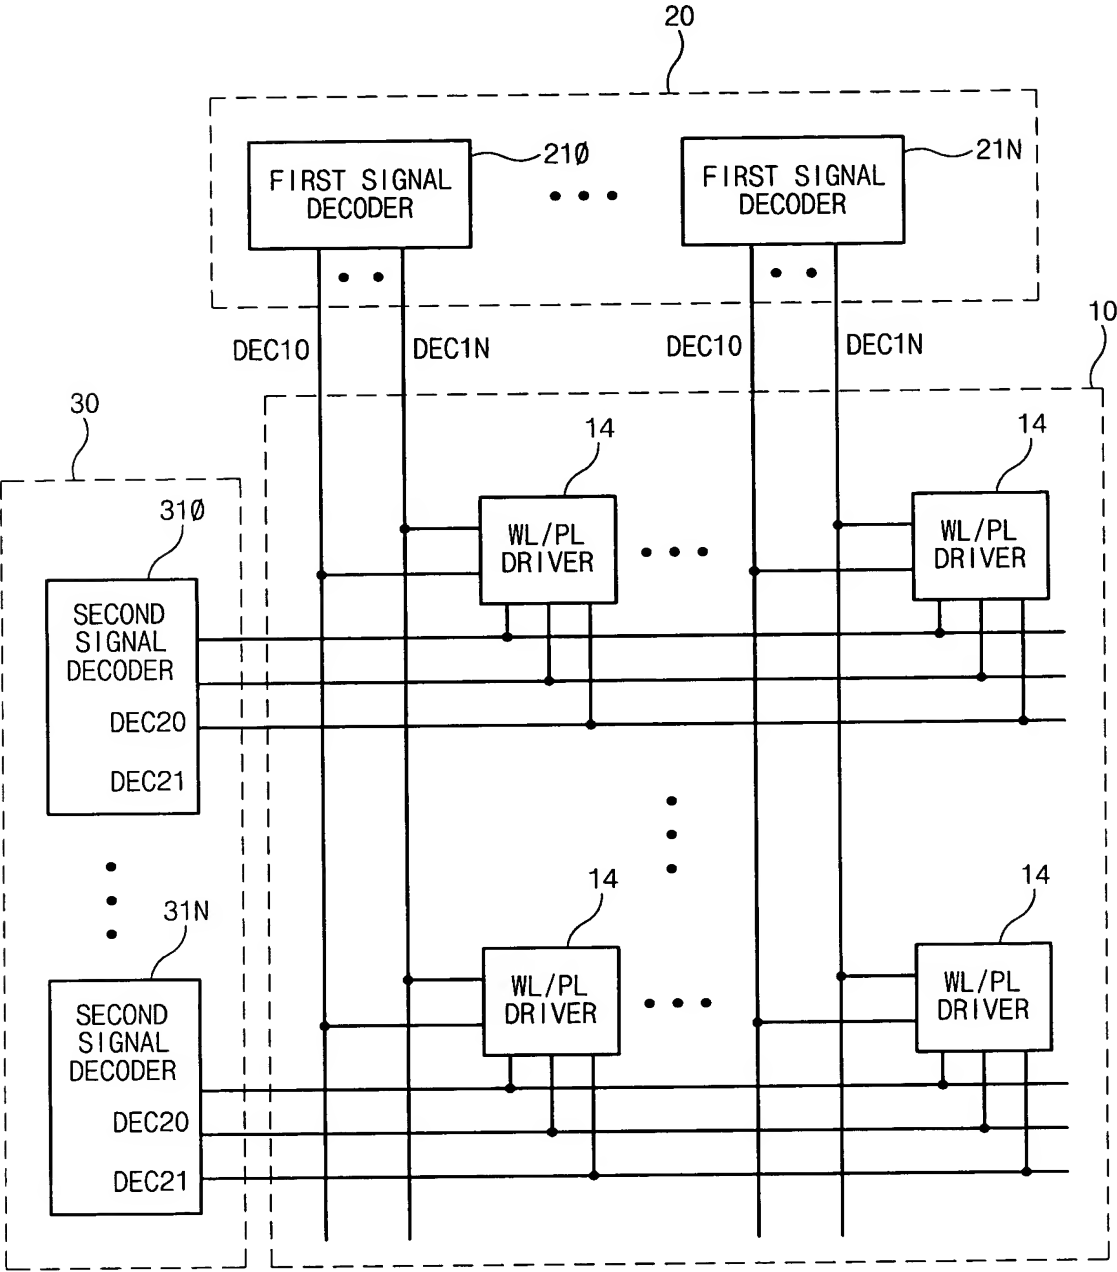 20
FIRST SIGNAL
DECODER
210
FIRST SIGNAL
DECODER
21N
DEC10
DEC1N
DEC10
DEC1N
10
30
14
14
310
WL/PL
DRIVER
WL/PL
DRIVER
SECOND
SIGNAL
DECODER
DEC20
DEC21
14
14
31N
WL/PL
DRIVER
WL/PL
DRIVER
SECOND
SIGNAL
DECODER
DEC20
DEC21